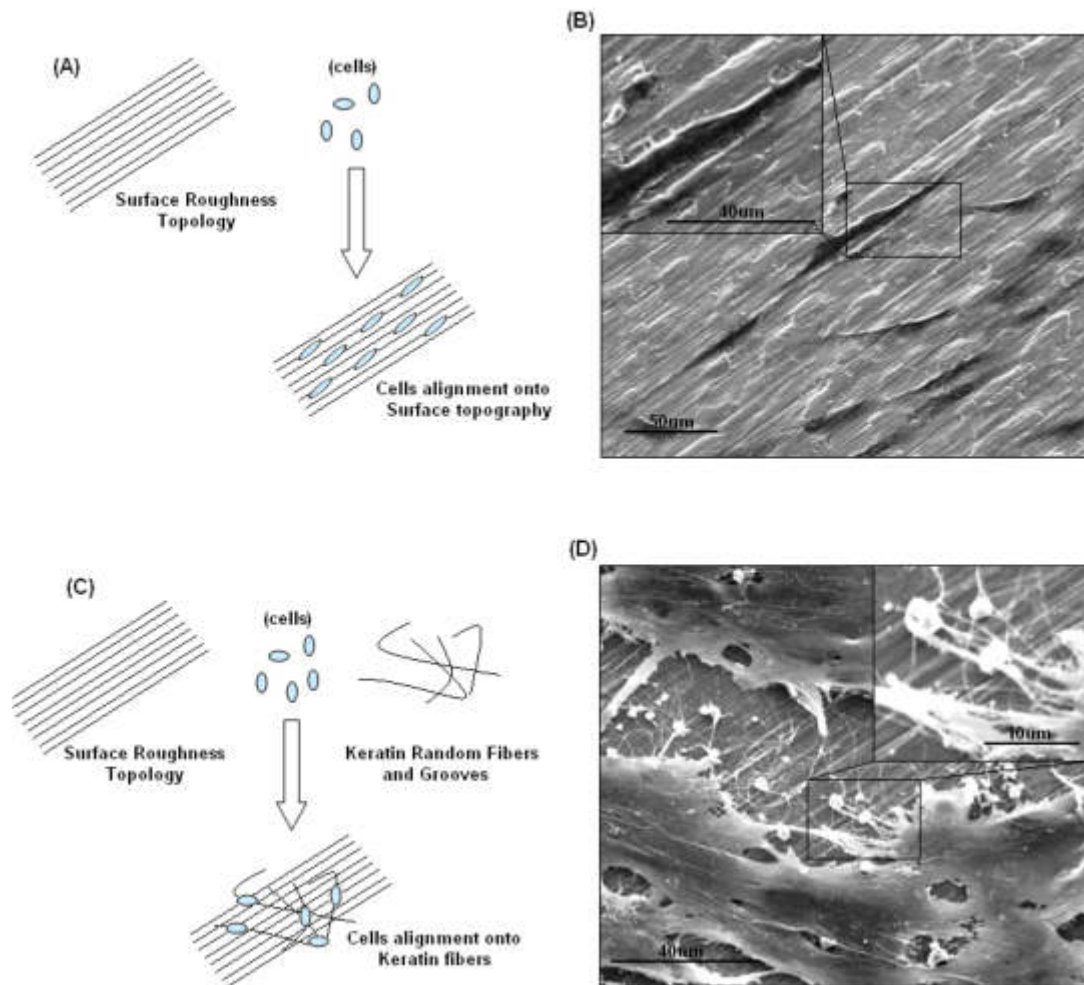 (A)
(cells)
Surface Roughness
Topology
Cells alignment onto
Surface topography
(B)
40um
50um
(C)
(cells)
Surface Roughness
Topology
Keratin Random Fibers
and Grooves
Cells alignment onto
Keratin fibers
(D)
10um
40um